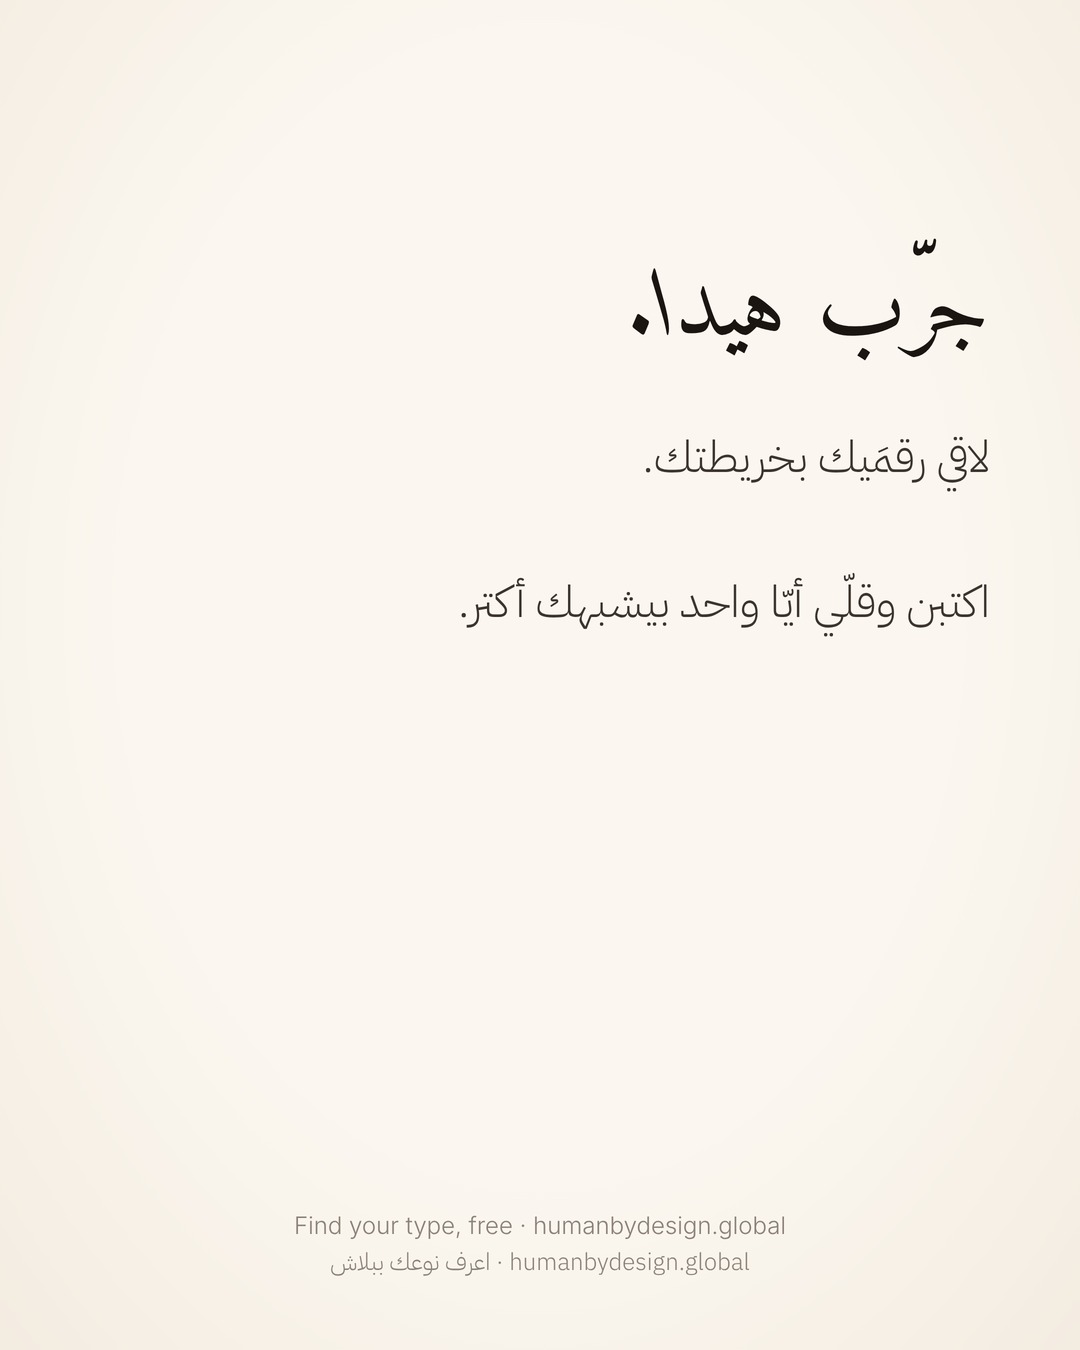 جرّب هيدا.
لاقي رقمَيك بخريطتك.
اكتبن وقلّي أيّا واحد بيشبهك أكتر.
Find your type, free · humanbydesign.global
اعرف نوعك ببلاش · humanbydesign.global